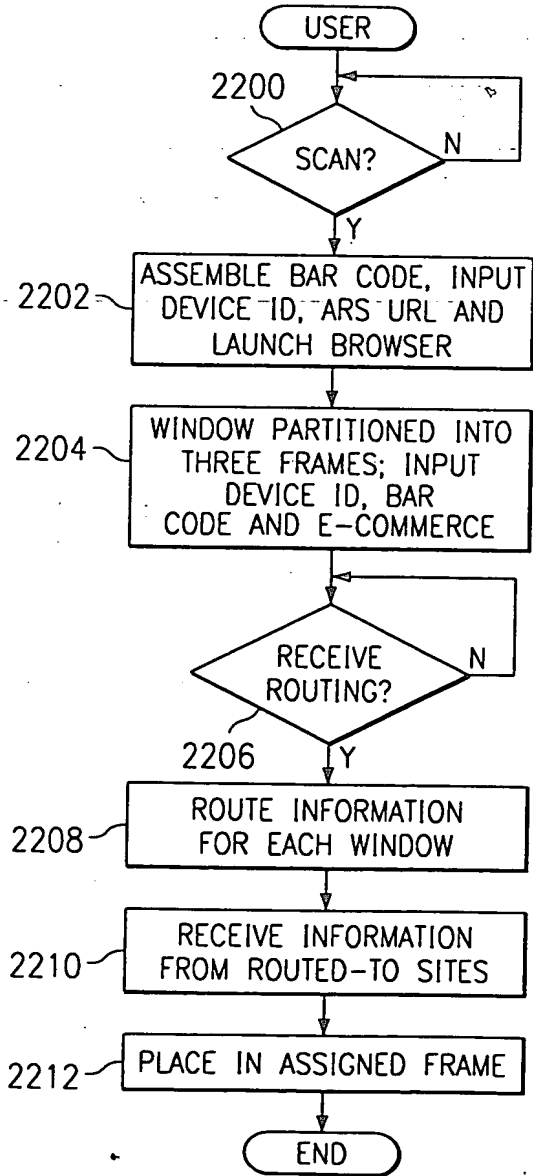 USER
2200
SCAN?
N
Y
2202
ASSEMBLE BAR CODE, INPUT
DEVICE ID, ARS URL AND
LAUNCH BROWSER
2204
WINDOW PARTITIONED INTO
THREE FRAMES; INPUT
DEVICE ID, BAR
CODE AND E-COMMERCE
RECEIVE
ROUTING?
N
2206
Y
2208
ROUTE INFORMATION
FOR EACH WINDOW
2210
RECEIVE INFORMATION
FROM ROUTED-TO SITES
2212
PLACE IN ASSIGNED FRAME
END